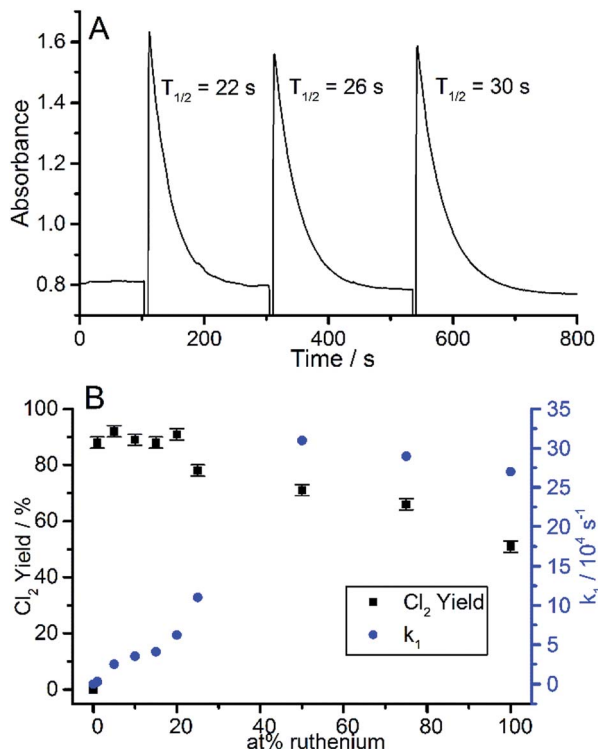 A
T1/2 = 22 s
T1/2 = 26 s
T1/2 = 30 s
Absorbance
1.6
1.4
1.2
1.0
0.8
0
200
400
600
800
Time / s
B
Cl2 Yield / %
100
80
60
40
20
0
35
30
25
20
15
10
5
0
k1 / 10^4 s^-1
Cl2 Yield
k1
0
20
40
60
80
100
at% ruthenium